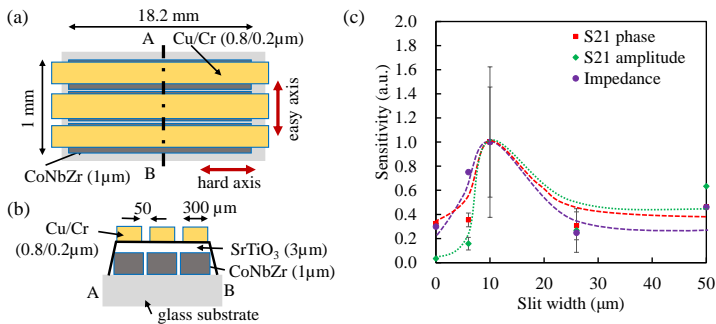 (a)
18.2 mm
A
Cu/Cr (0.8/0.2µm)
1 mm
easy axis
B
CoNbZr (1µm)
hard axis
(b)
50
300 µm
Cu/Cr
(0.8/0.2µm)
SrTiO3 (3µm)
CoNbZr (1µm)
A
B
glass substrate
(c)
Sensitivity (a.u.)
2.0
1.8
1.6
1.4
1.2
1.0
0.8
0.6
0.4
0.2
0.0
S21 phase
S21 amplitude
Impedance
0 10 20 30 40 50
Slit width (µm)